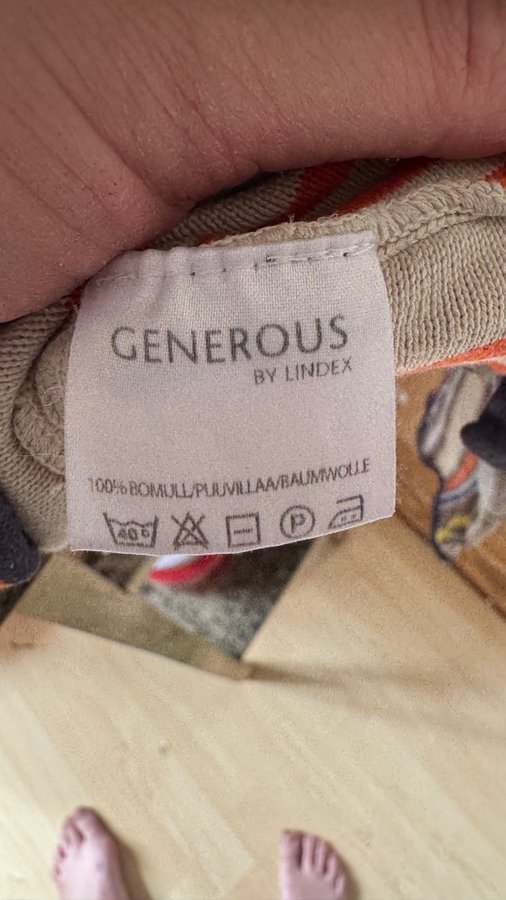 GENEROUS
BY LINDEX
100% BOMULL/PUUVILLAA/BAUMWOLLE
40° P